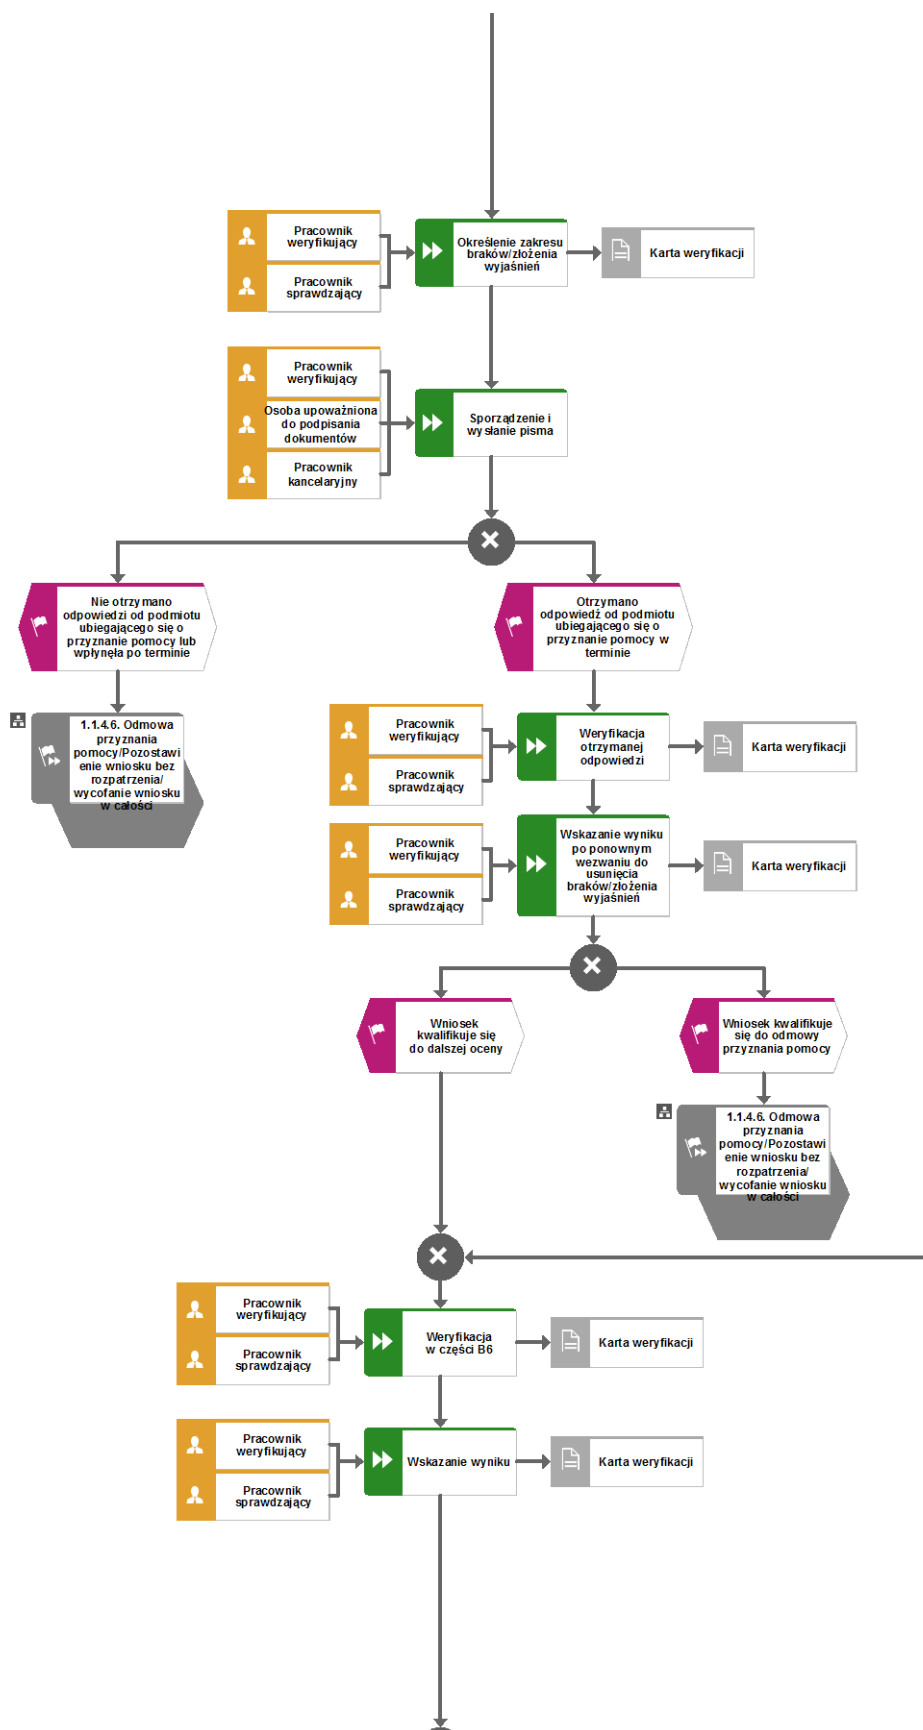 Pracownik
weryfikujący
Pracownik
sprawdzający
Określenie zakresu
braków/złożenia
wyjaśnień
Karta weryfikacji
Pracownik
weryfikujący
Osoba upoważniona
do podpisania
dokumentów
Pracownik
kancelaryjny
Sporządzenie i
wysłanie pisma
Nie otrzymano
odpowiedzi od podmiotu
ubiegającego się o
przyznanie pomocy lub
wpłynęła po terminie
Otrzymano
odpowiedź od podmiotu
ubiegającego się o
przyznanie pomocy w
terminie
1.1.4.6. Odmowa
przyznania
pomocy/Pozostawi
enie wniosku bez
rozpatrzenia/
wycofanie wniosku
w całości
Pracownik
weryfikujący
Pracownik
sprawdzający
Weryfikacja
otrzymanej
odpowiedzi
Karta weryfikacji
Pracownik
weryfikujący
Pracownik
sprawdzający
Wskazanie wyniku
po ponownym
wezwaniu do
usunięcia
braków/złożenia
wyjaśnień
Karta weryfikacji
Wniosek
kwalifikuje się
do dalszej oceny
Wniosek kwalifikuje
się do odmowy
przyznania pomocy
1.1.4.6. Odmowa
przyznania
pomocy/Pozostawi
enie wniosku bez
rozpatrzenia/
wycofanie wniosku
w całości
Pracownik
weryfikujący
Pracownik
sprawdzający
Weryfikacja
w części B6
Karta weryfikacji
Pracownik
weryfikujący
Pracownik
sprawdzający
Wskazanie wyniku
Karta weryfikacji